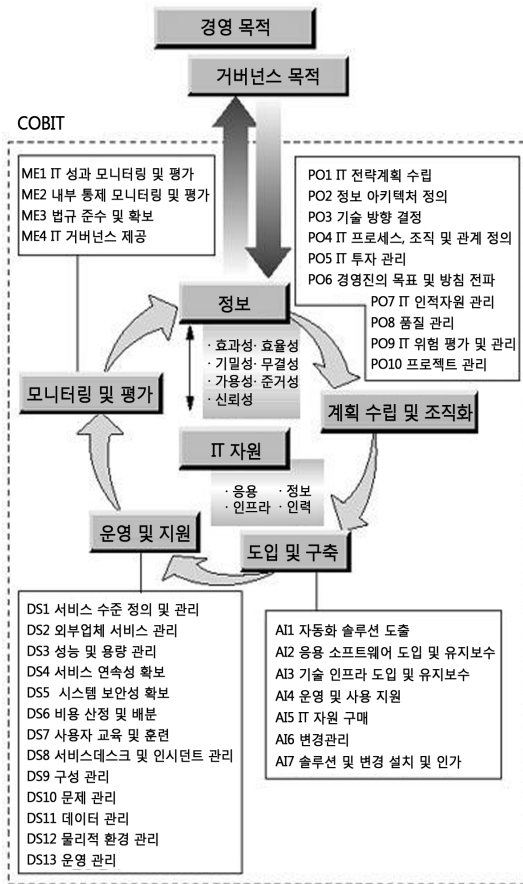 경영 목적
거버넌스 목적
COBIT
ME1 IT 성과 모니터링 및 평가
ME2 내부 통제 모니터링 및 평가
ME3 법규 준수 및 확보
ME4 IT 거버넌스 제공
PO1 IT 전략계획 수립
PO2 정보 아키텍처 정의
PO3 기술 방향 결정
PO4 IT 프로세스, 조직 및 관계 정의
PO5 IT 투자 관리
PO6 경영진의 목표 및 방침 전파
PO7 IT 인적자원 관리
PO8 품질 관리
PO9 IT 위험 평가 및 관리
PO10 프로젝트 관리
정보
· 효과성· 효율성
· 기밀성· 무결성
· 가용성· 준거성
· 신뢰성
모니터링 및 평가
계획 수립 및 조직화
IT 자원
· 응용 · 정보
· 인프라 · 인력
운영 및 지원
도입 및 구축
DS1 서비스 수준 정의 및 관리
DS2 외부업체 서비스 관리
DS3 성능 및 용량 관리
DS4 서비스 연속성 확보
DS5 시스템 보안성 확보
DS6 비용 산정 및 배분
DS7 사용자 교육 및 훈련
DS8 서비스데스크 및 인시던트 관리
DS9 구성 관리
DS10 문제 관리
DS11 데이터 관리
DS12 물리적 환경 관리
DS13 운영 관리
AI1 자동화 솔루션 도출
AI2 응용 소프트웨어 도입 및 유지보수
AI3 기술 인프라 도입 및 유지보수
AI4 운영 및 사용 지원
AI5 IT 자원 구매
AI6 변경관리
AI7 솔루션 및 변경 설치 및 인가